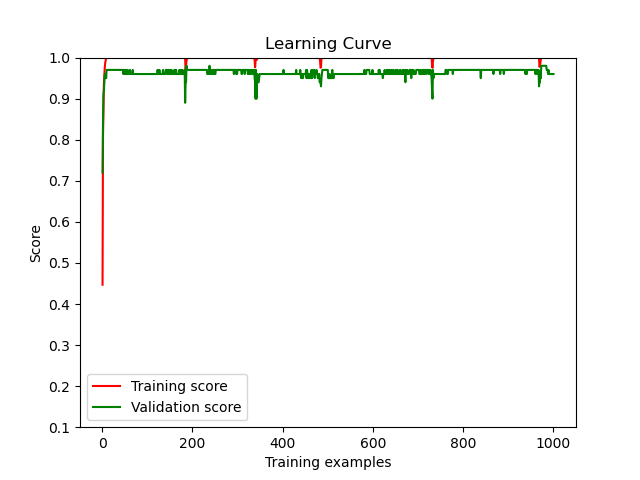 Learning Curve
1.0
0.9
0.8
0.7
0.6
0.5
0.4
0.3
0.2
0.1
Score
Training score
Validation score
0 200 400 600 800 1000
Training examples